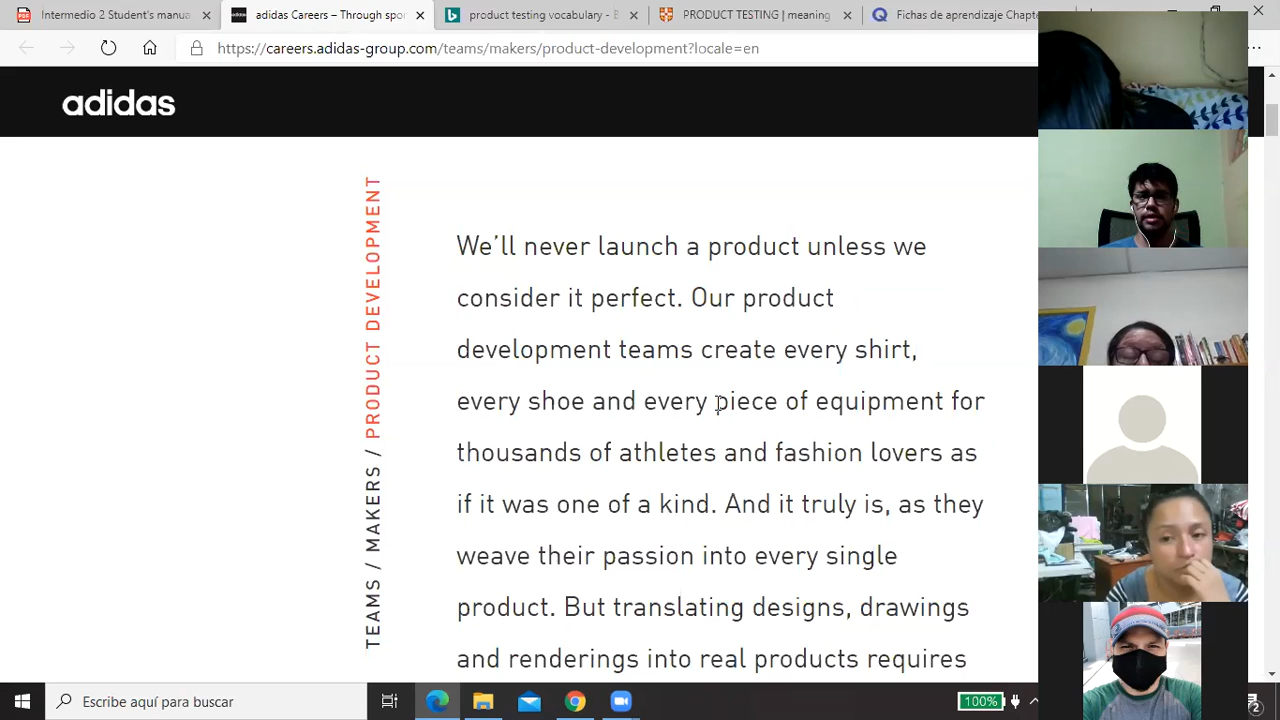 Intermedio 2 Student's manua
adidas Careers – Through spor
product testing vocabulary - B
PRODUCT TESTING | meaning
Fichas de aprendizaje Chapte
https://careers.adidas-group.com/teams/makers/product-development?locale=en
adidas
TEAMS / MAKERS / PRODUCT DEVELOPMENT
We'll never launch a product unless we
consider it perfect. Our product
development teams create every shirt,
every shoe and every piece of equipment for
thousands of athletes and fashion lovers as
if it was one of a kind. And it truly is, as they
weave their passion into every single
product. But translating designs, drawings
and renderings into real products requires
Escribe aquí para buscar
100%
2